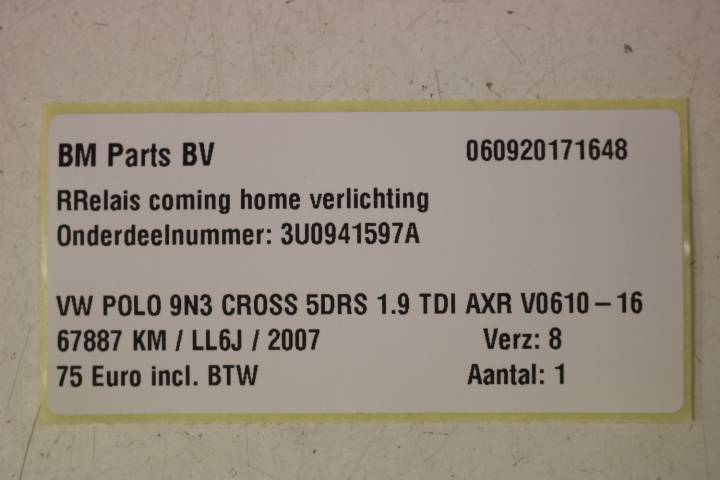 BM Parts BV 060920171648
RRelais coming home verlichting
Onderdeelnummer: 3U0941597A
VW POLO 9N3 CROSS 5DRS 1.9 TDI AXR V0610 – 16
67887 KM / LL6J / 2007 Verz: 8
75 Euro incl. BTW Aantal: 1